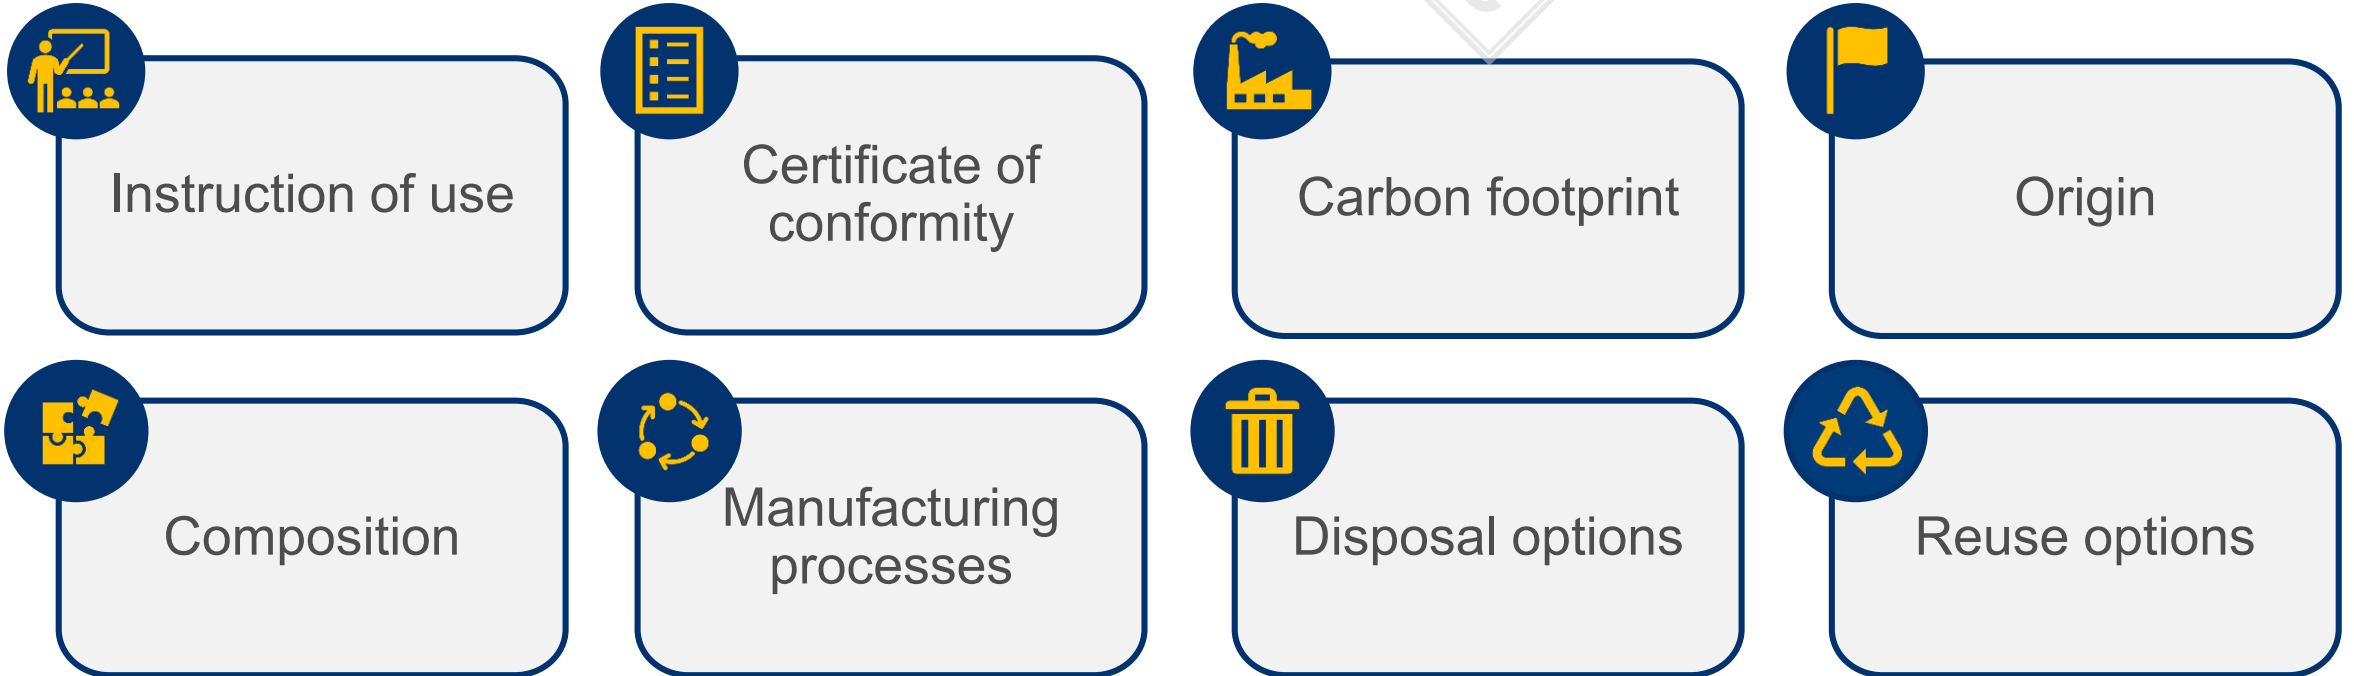 Instruction of use
Certificate of
conformity
Carbon footprint
Origin
Composition
Manufacturing
processes
Disposal options
Reuse options